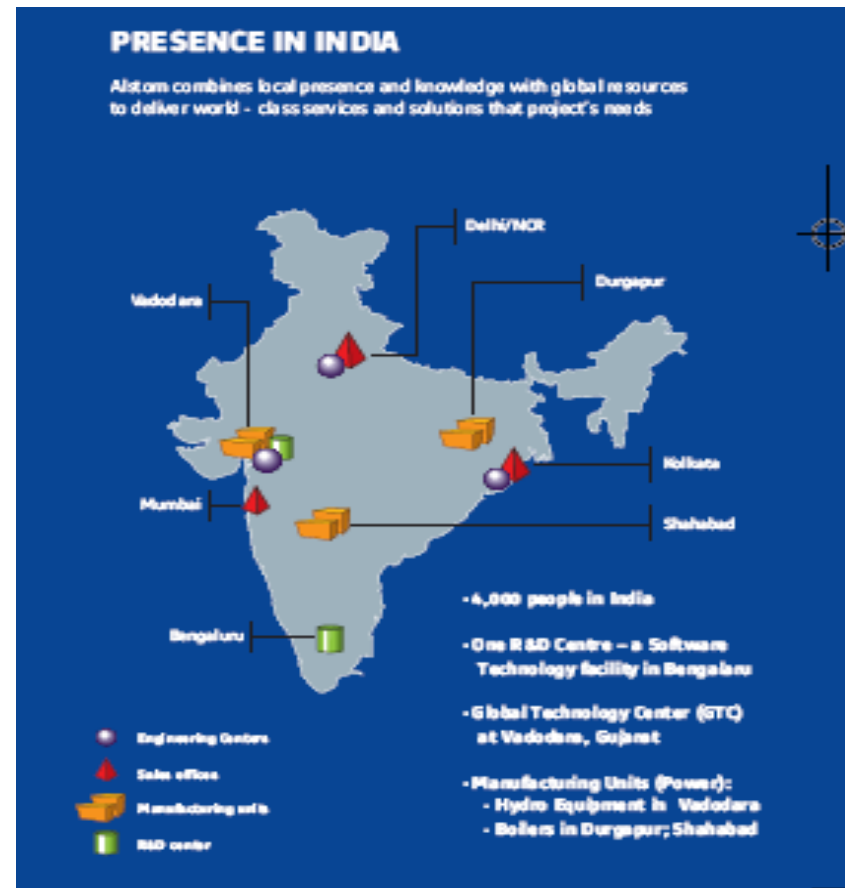 PRESENCE IN INDIA
Alstom combines local presence and knowledge with global resources
to deliver world - class services and solutions that project's needs
Delhi/NCR
Durgapur
Vadodara
Kolkata
Mumbai
Shahabad
Bengaluru
- 4,000 people in India
- One R&D Centre – a Software
Technology facility in Bengaluru
- Global Technology Center (GTC)
at Vadodara, Gujarat
- Manufacturing Units (Power):
- Hydro Equipment in Vadodara
- Boilers in Durgapur; Shahabad
Engineering Centers
Sales offices
Manufacturing units
R&D center